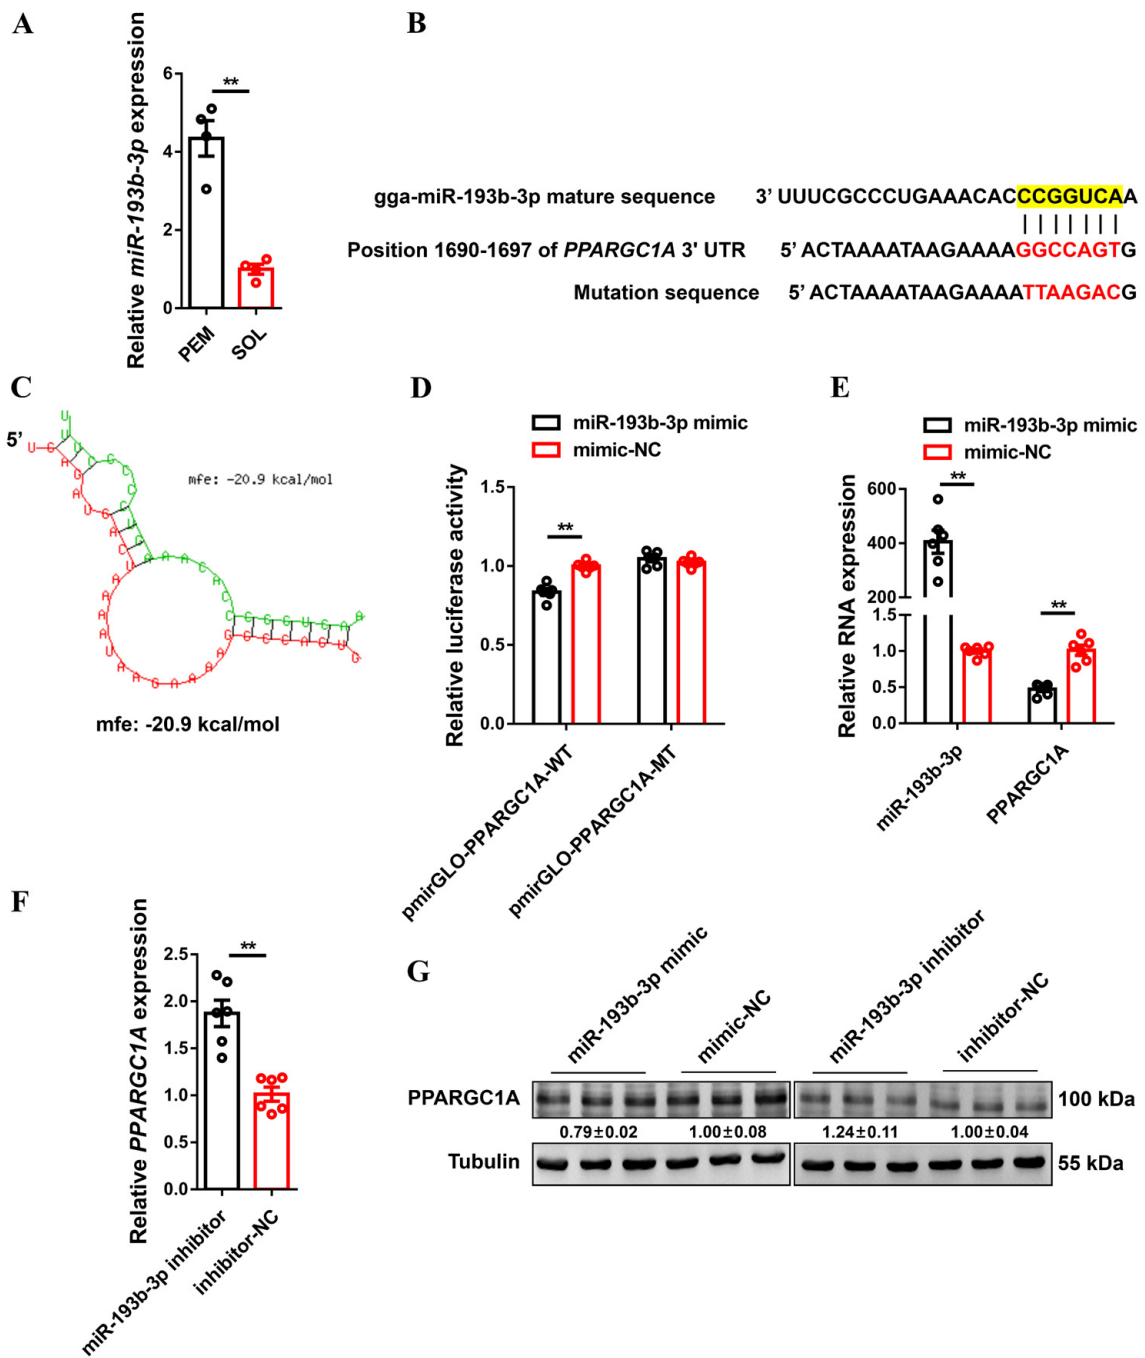 A
Relative miR-193b-3p expression
6
4
2
0
**
PEM
SOL
B
gga-miR-193b-3p mature sequence 3' UUUCGCCCUGAAACACCCGGUCAA
Position 1690-1697 of PPARGC1A 3' UTR 5' ACTAAAATAAGAAAAGGCCAGTG
Mutation sequence 5' ACTAAAATAAGAAAATTAAGACG
C
5'
mfe: -20.9 kcal/mol
mfe: -20.9 kcal/mol
D
miR-193b-3p mimic
mimic-NC
Relative luciferase activity
1.5
1.0
0.5
0.0
**
pmirGLO-PPARGC1A-WT
pmirGLO-PPARGC1A-MT
E
miR-193b-3p mimic
mimic-NC
Relative RNA expression
600
400
200
1.5
1.0
0.5
0.0
**
**
miR-193b-3p
PPARGC1A
F
Relative PPARGC1A expression
2.5
2.0
1.5
1.0
0.5
0.0
**
miR-193b-3p inhibitor
inhibitor-NC
G
miR-193b-3p mimic
mimic-NC
miR-193b-3p inhibitor
inhibitor-NC
PPARGC1A 100 kDa
0.79±0.02 1.00±0.08 1.24±0.11 1.00±0.04
Tubulin 55 kDa